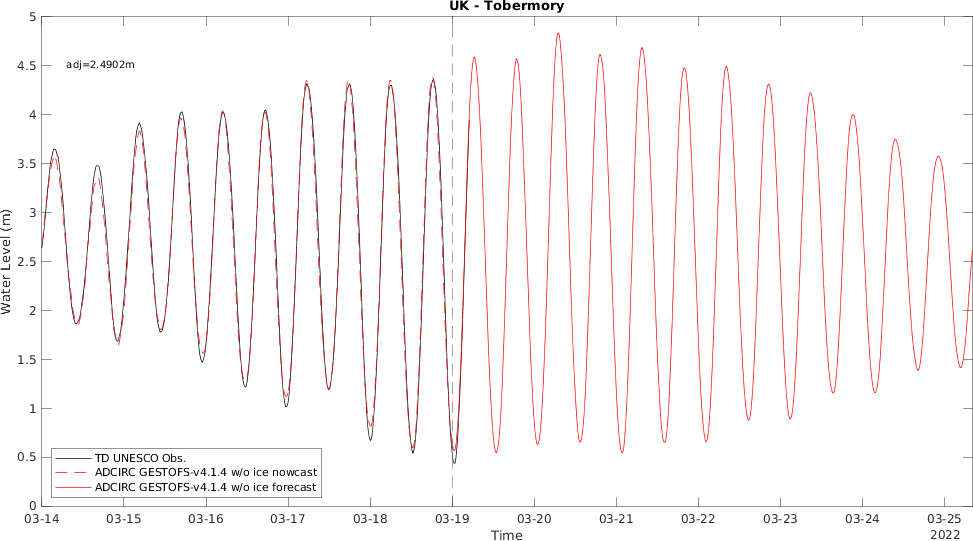 UK - Tobermory
adj=2.4902m
Water Level (m)
5
4.5
4
3.5
3
2.5
2
1.5
1
0.5
0
TD UNESCO Obs.
ADCIRC GESTOFS-v4.1.4 w/o ice nowcast
ADCIRC GESTOFS-v4.1.4 w/o ice forecast
03-14 03-15 03-16 03-17 03-18 03-19 03-20 03-21 03-22 03-23 03-24 03-25
2022
Time